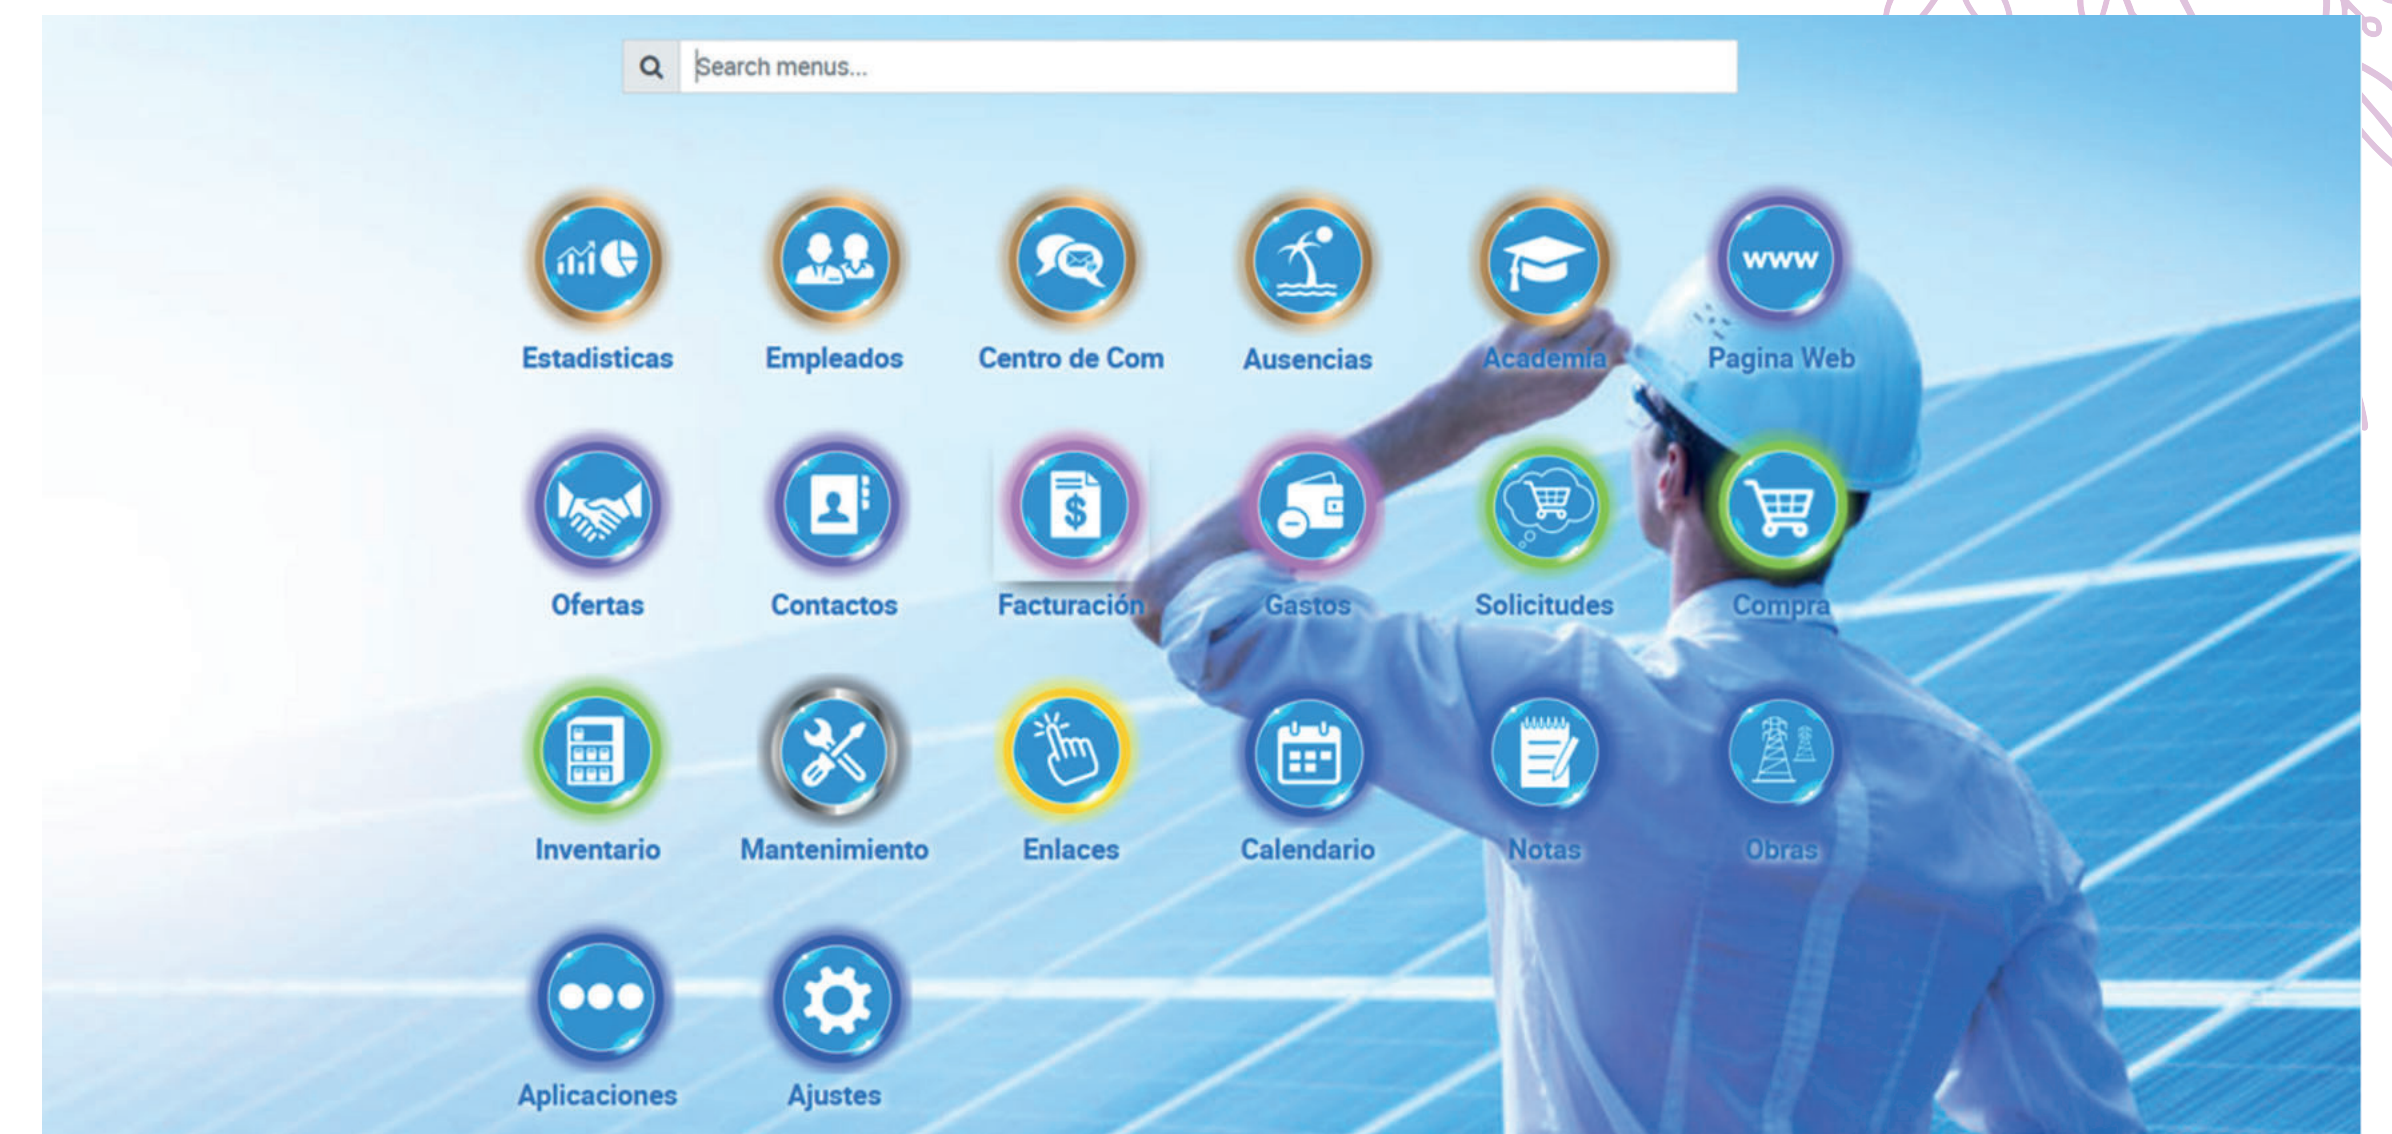 Search menus...
www
Estadisticas Empleados Centro de Com Ausencias Academia Pagina Web
$
Ofertas Contactos Facturación Gastos Solicitudes Compra
Inventario Mantenimiento Enlaces Calendario Notas Obras
Aplicaciones Ajustes